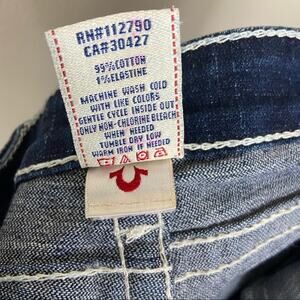 RN#112790
CA#30427
99%COTTON
1%ELASTINE
MACHINE WASH COLD
WITH LIKE COLORS
GENTLE CYCLE INSIDE OUT
ONLY NON-CHLORINE BLEACH
WHEN NEEDED
TUMBLE DRY LOW
WARM IRON IF NEEDED